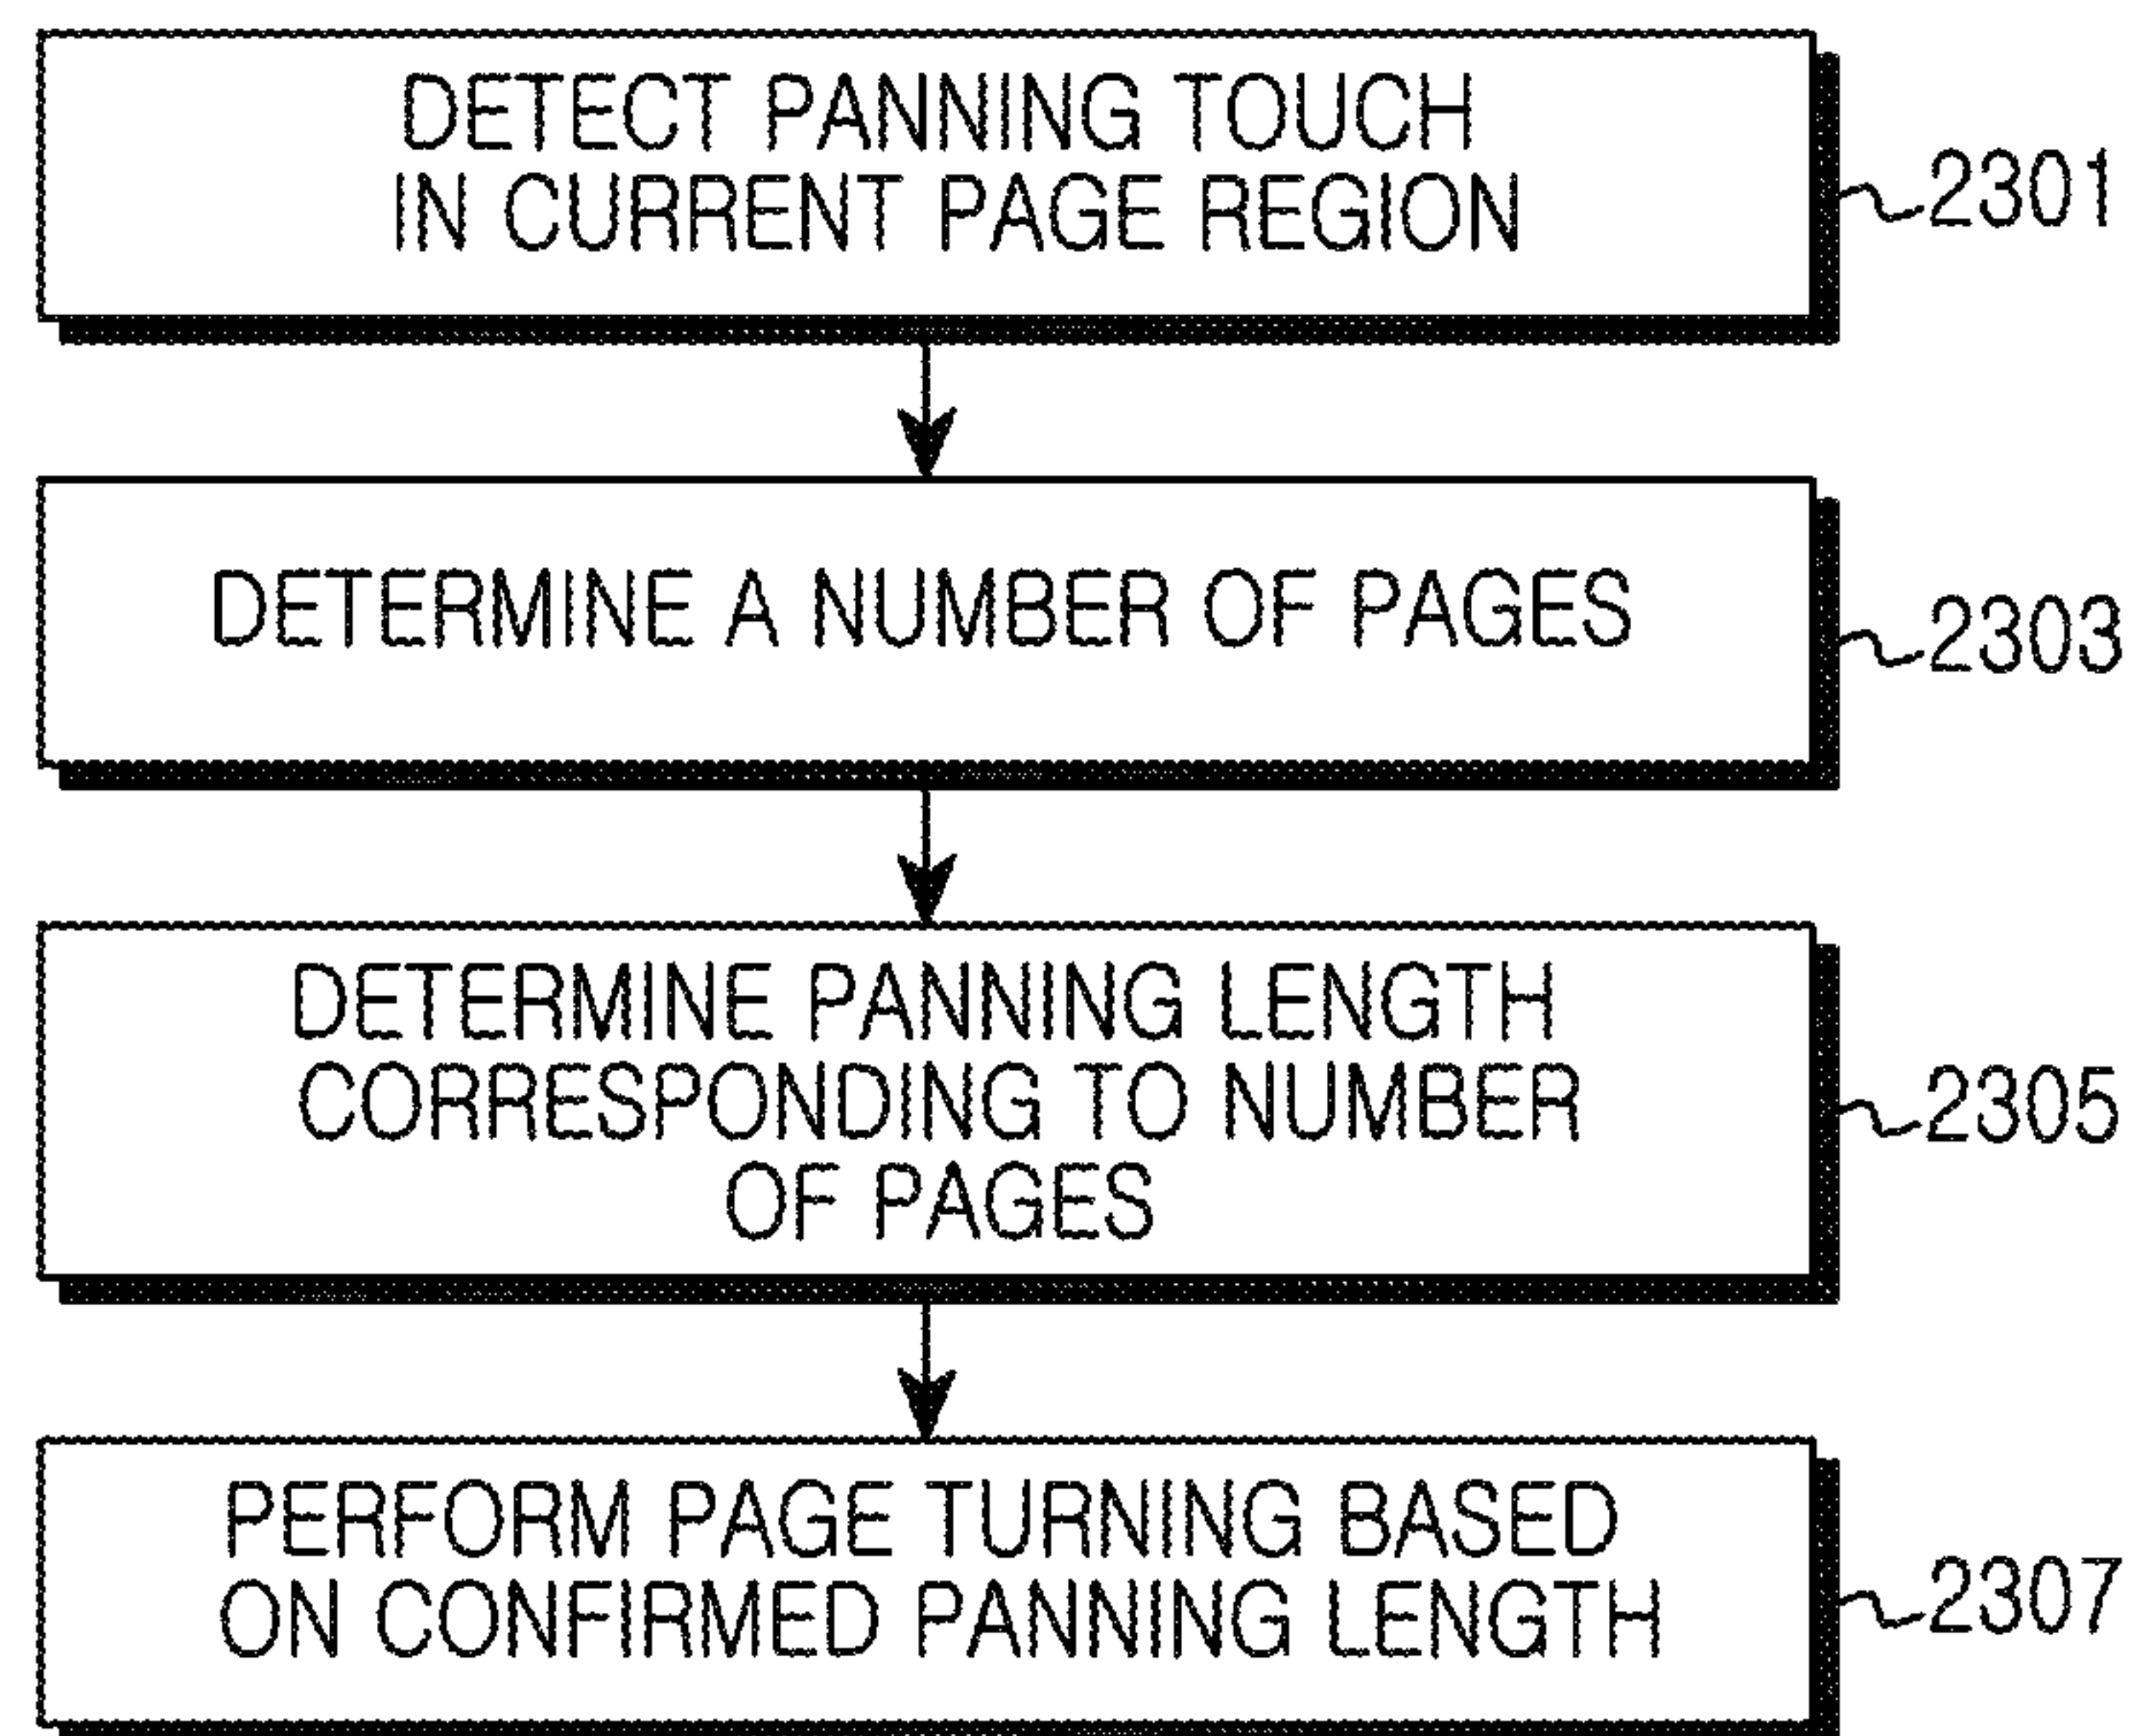 DETECT PANNING TOUCH
IN CURRENT PAGE REGION
2301
DETERMINE A NUMBER OF PAGES
2303
DETERMINE PANNING LENGTH
CORRESPONDING TO NUMBER
OF PAGES
2305
PERFORM PAGE TURNING BASED
ON CONFIRMED PANNING LENGTH
2307